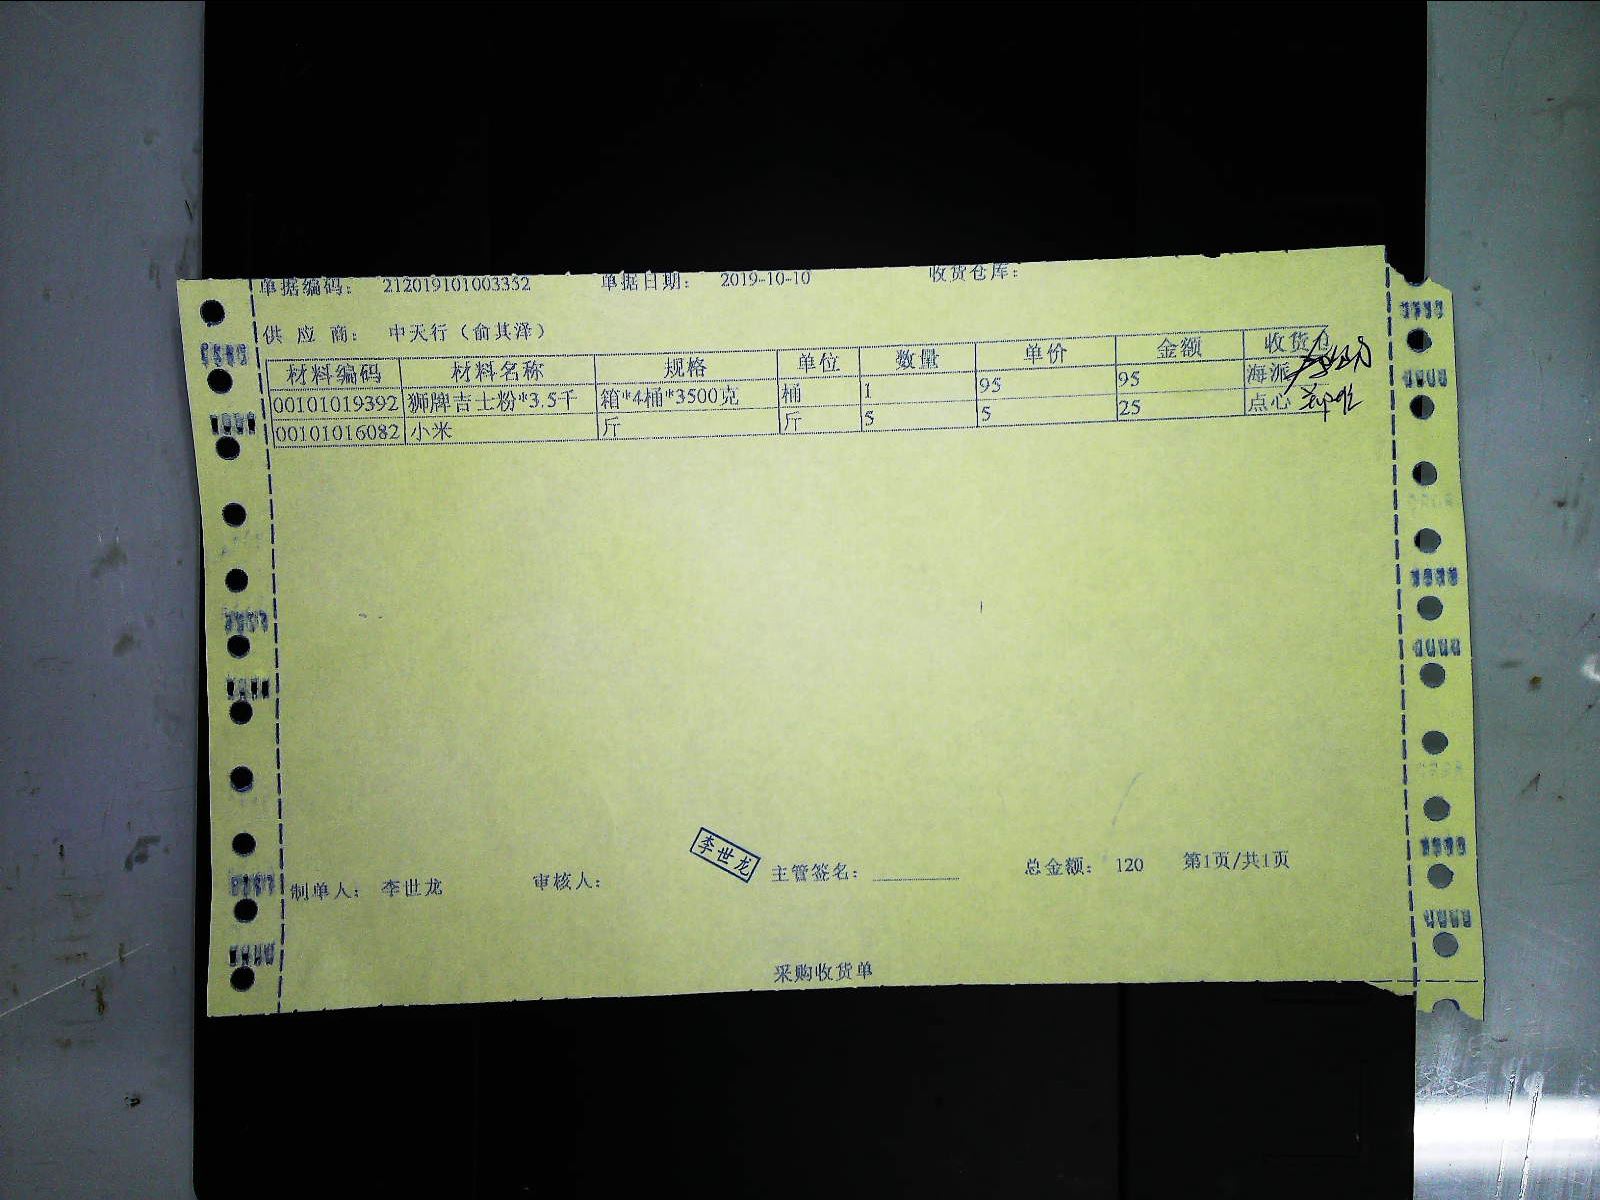 单据编码： 212019101003352 单据日期： 2019-10-10 收货仓库：
供 应 商： 中天行（俞其泽）
材料编码 材料名称 规格 单位 数量 单价 金额 收货仓
00101019392 狮牌吉士粉*3.5千 箱*4桶*3500克 桶 1 95 95 海派
00101016082 小米 斤 斤 5 5 25 点心
李世龙
制单人： 李世龙 审核人： 主管签名： 总金额： 120 第1页/共1页
采购收货单